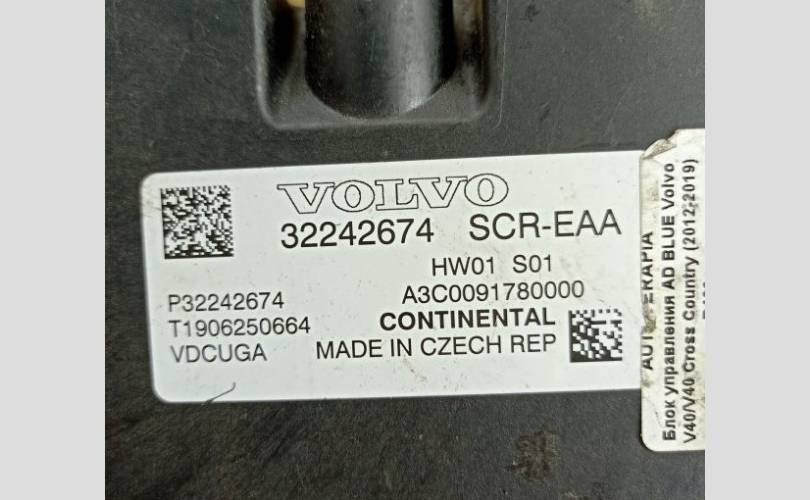 VOLVO
32242674 SCR-EAA
HW01 S01
P32242674 A3C0091780000
T1906250664 CONTINENTAL
VDCUGA MADE IN CZECH REP
Блок управления AD BLUE Volvo
V40/V40 Cross Country (2012-2019)